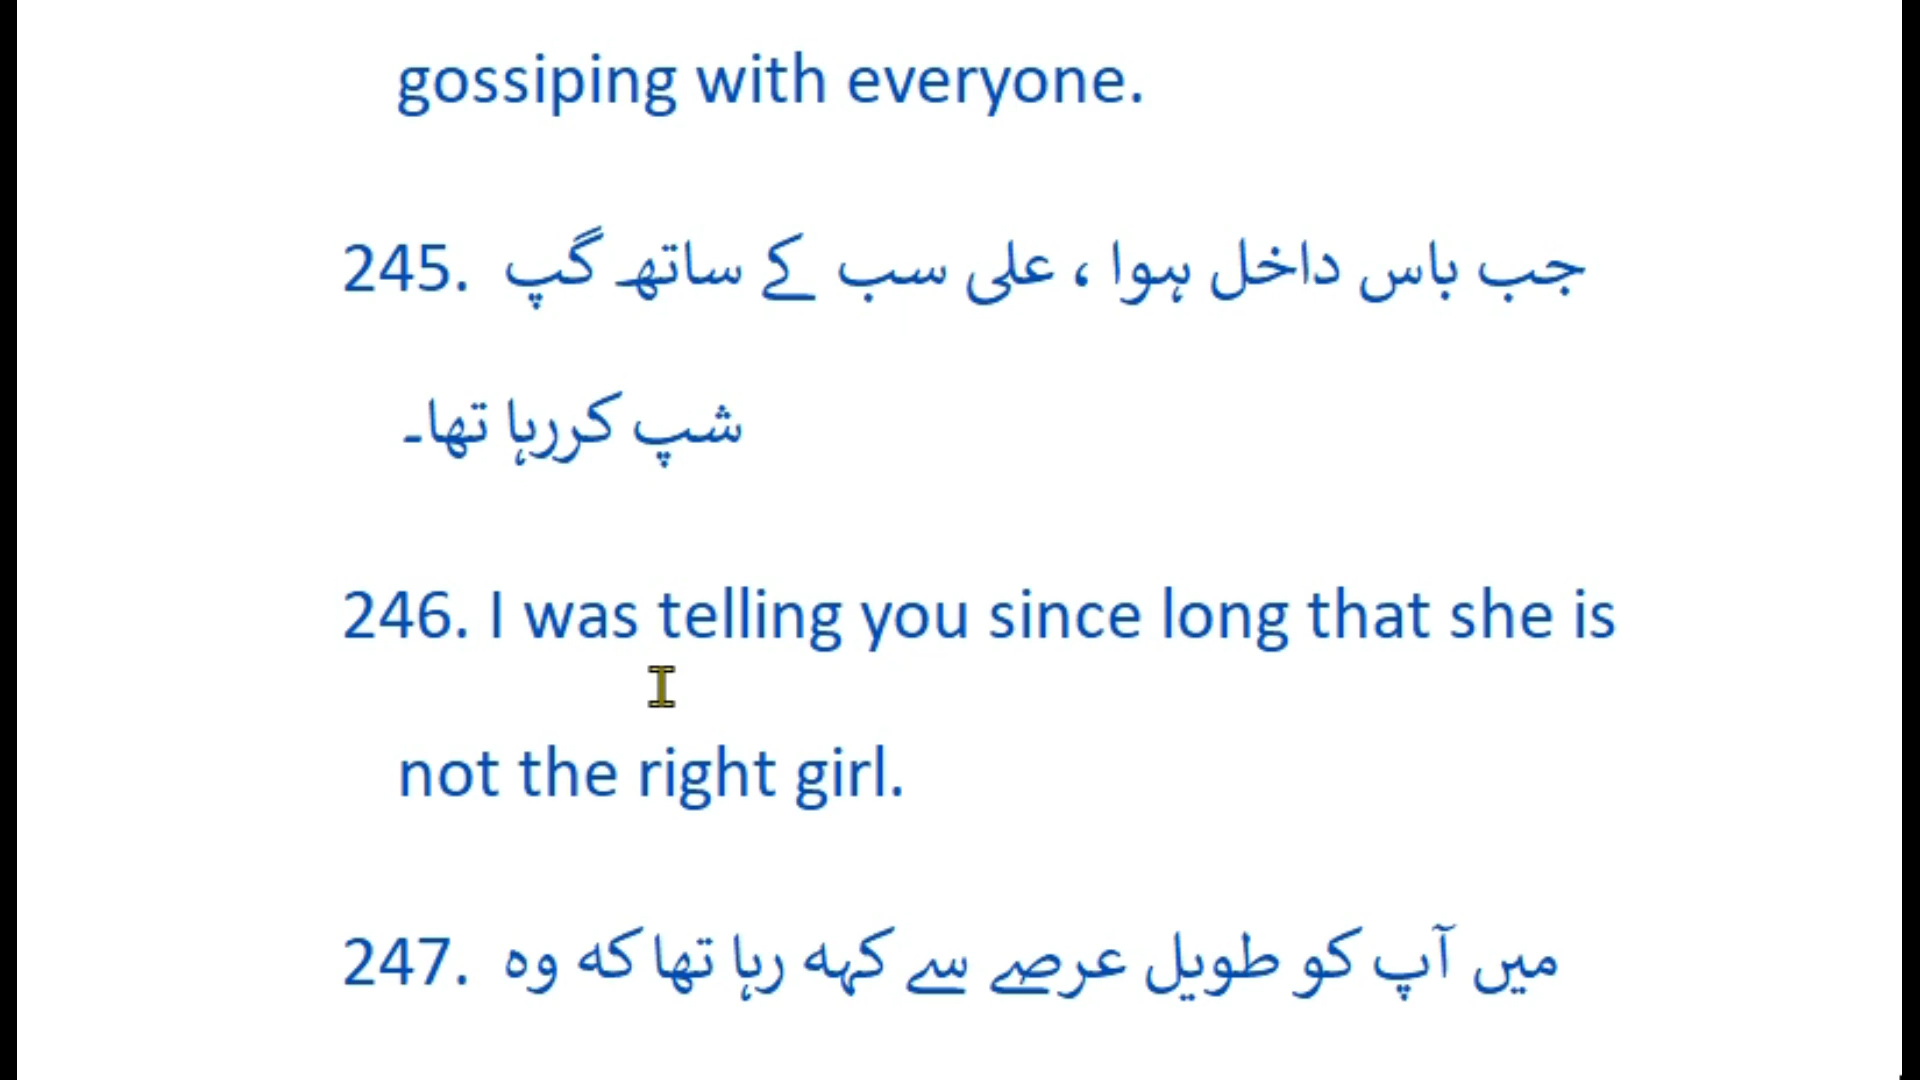 gossiping with everyone.
245. جب باس داخل ہوا ، علی سب کے ساتھ گپ
شپ کررہا تھا۔
246. I was telling you since long that she is
not the right girl.
247. میں آپ کو طویل عرصے سے کہہ رہا تھا کہ وہ